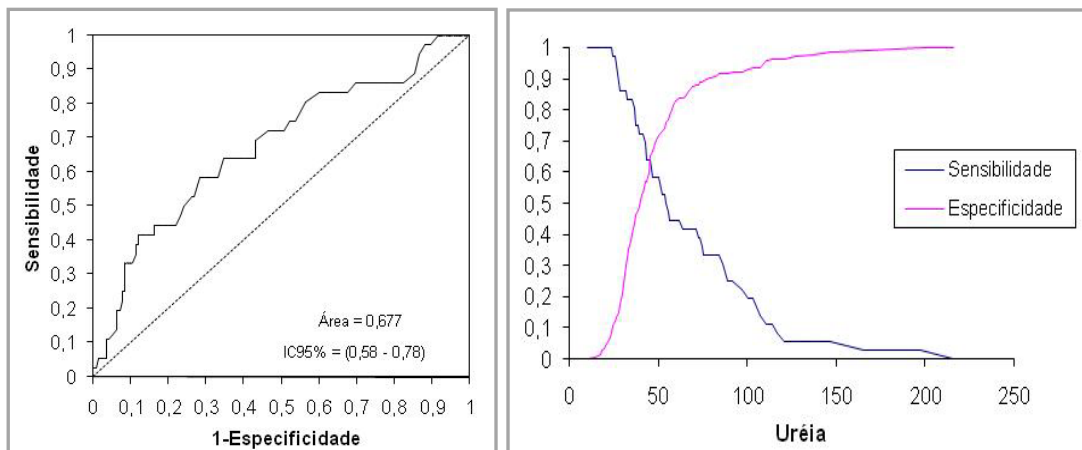 1
0,9
0,8
0,7
0,6
0,5
0,4
0,3
0,2
0,1
0
Sensibilidade
Área = 0,677
IC95% = (0,58 - 0,78)
0 0,1 0,2 0,3 0,4 0,5 0,6 0,7 0,8 0,9 1
1-Especificidade
1
0,9
0,8
0,7
0,6
0,5
0,4
0,3
0,2
0,1
0
0 50 100 150 200 250
Uréia
Sensibilidade
Especificidade